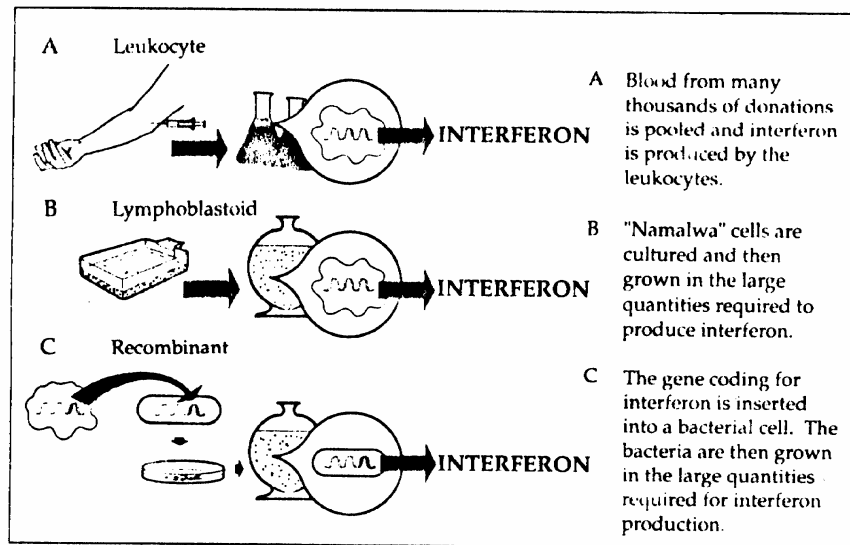 A Leukocyte
INTERFERON
A Blood from many
thousands of donations
is pooled and interferon
is produced by the
leukocytes.
B Lymphoblastoid
INTERFERON
B "Namalwa" cells are
cultured and then
grown in the large
quantities required to
produce interferon.
C Recombinant
INTERFERON
C The gene coding for
interferon is inserted
into a bacterial cell. The
bacteria are then grown
in the large quantities
required for interferon
production.